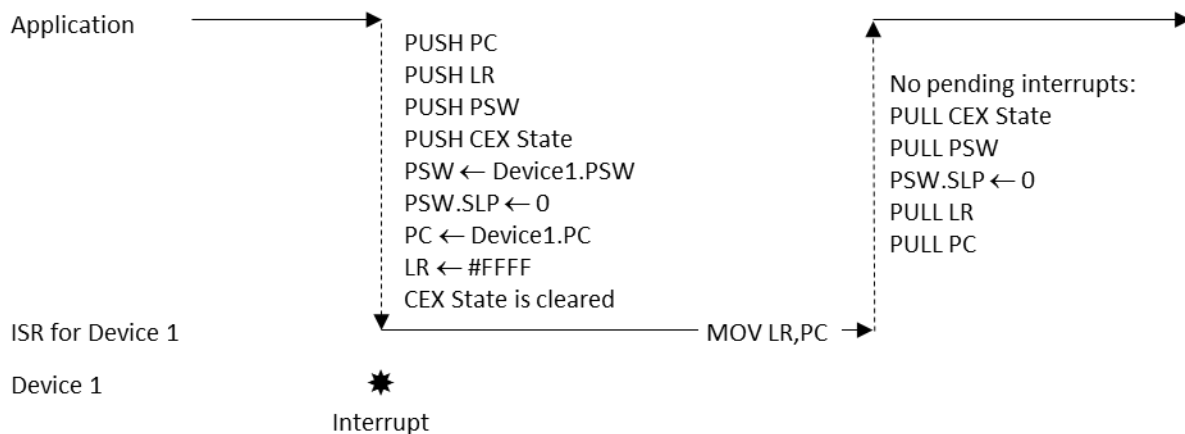 Application
PUSH PC
PUSH LR
PUSH PSW
PUSH CEX State
PSW ← Device1.PSW
PSW.SLP ← 0
PC ← Device1.PC
LR ← #FFFF
CEX State is cleared
No pending interrupts:
PULL CEX State
PULL PSW
PSW.SLP ← 0
PULL LR
PULL PC
ISR for Device 1
MOV LR,PC
Device 1
Interrupt